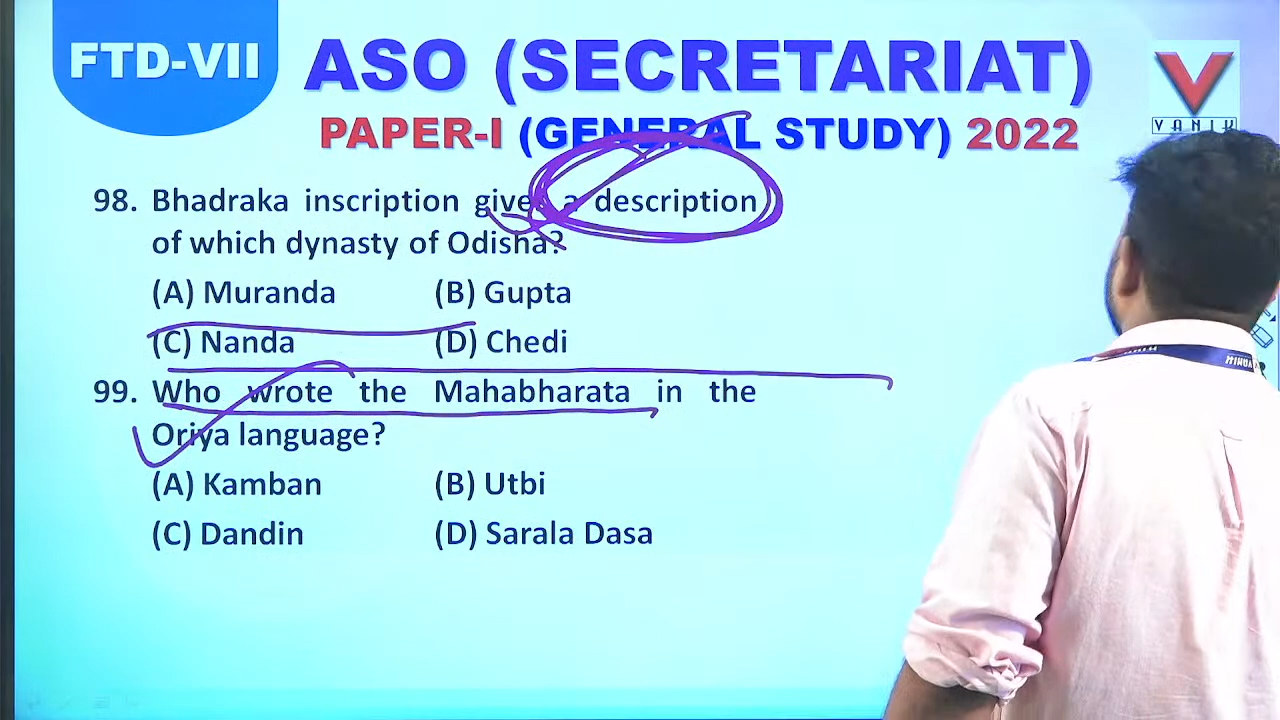 FTD-VII
ASO (SECRETARIAT)
PAPER-I (GENERAL STUDY) 2022
VANIK
98. Bhadraka inscription gives a description
of which dynasty of Odisha?
(A) Muranda (B) Gupta
(C) Nanda (D) Chedi
99. Who wrote the Mahabharata in the
Oriya language?
(A) Kamban (B) Utbi
(C) Dandin (D) Sarala Dasa